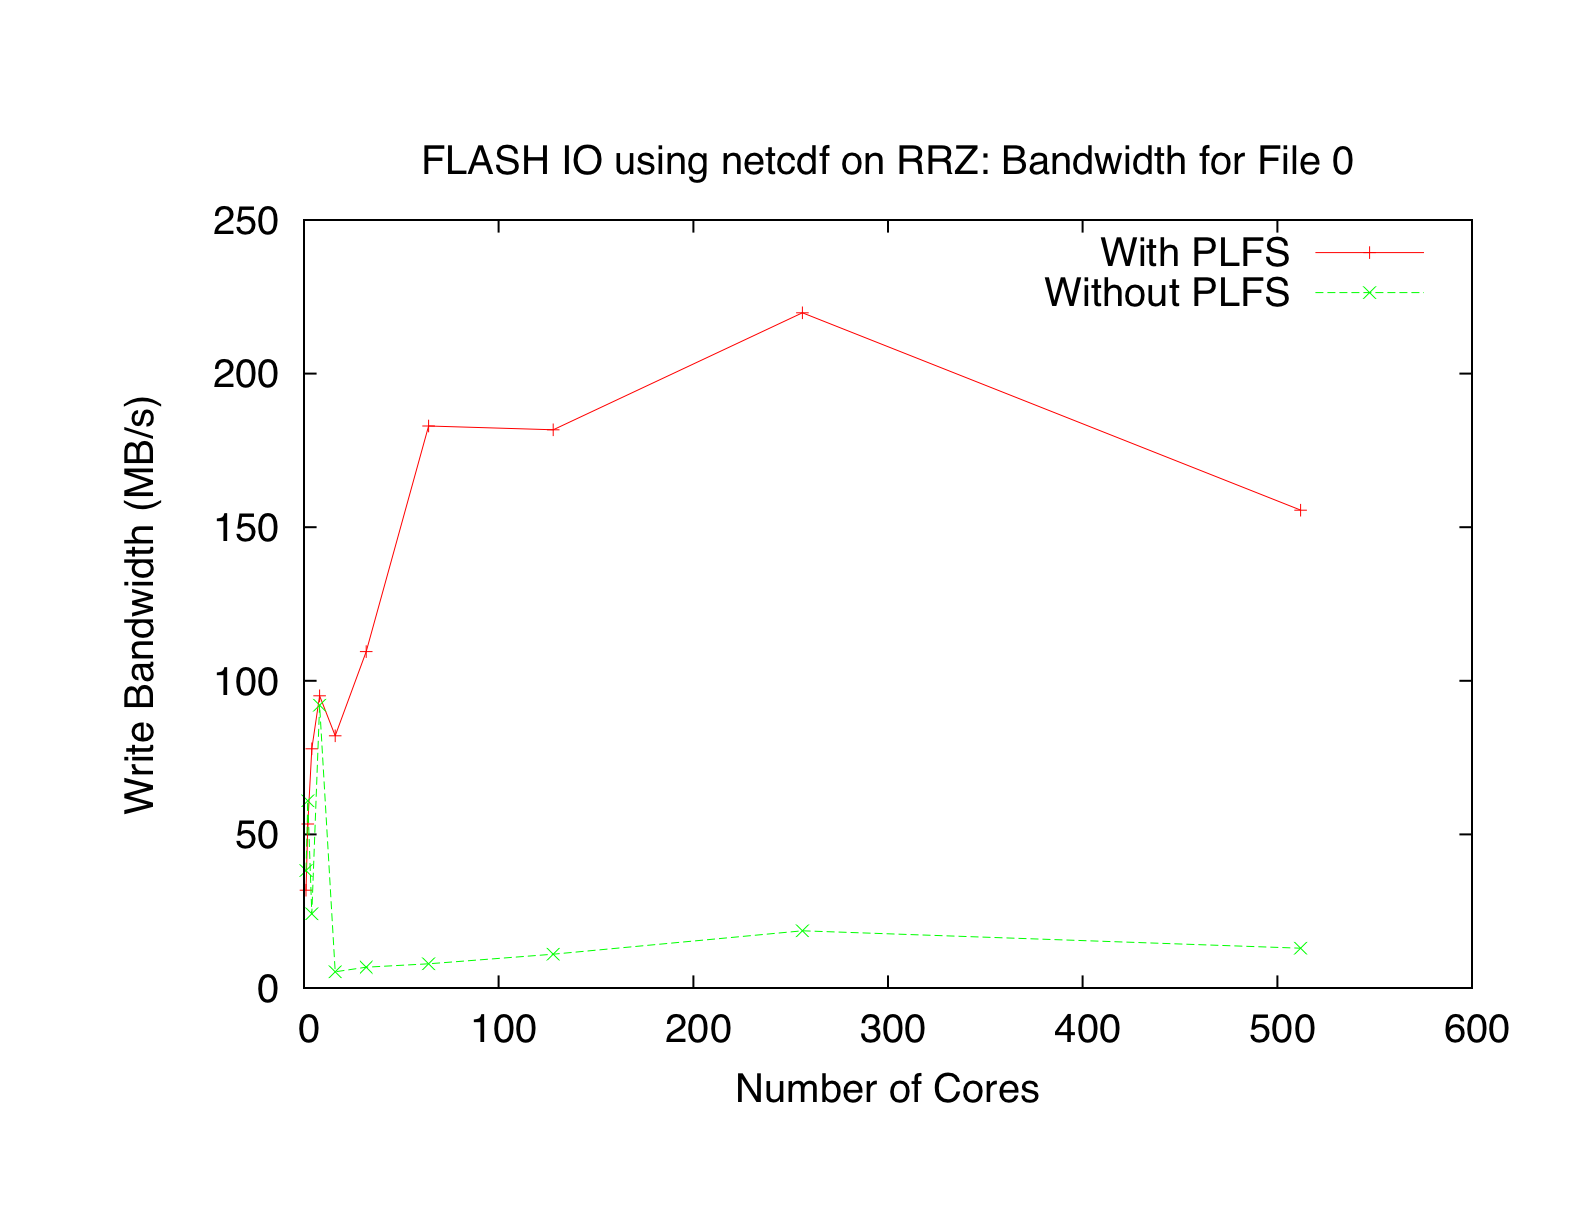 FLASH IO using netcdf on RRZ: Bandwidth for File 0
250
200
150
100
50
0
Write Bandwidth (MB/s)
With PLFS
Without PLFS
0 100 200 300 400 500 600
Number of Cores